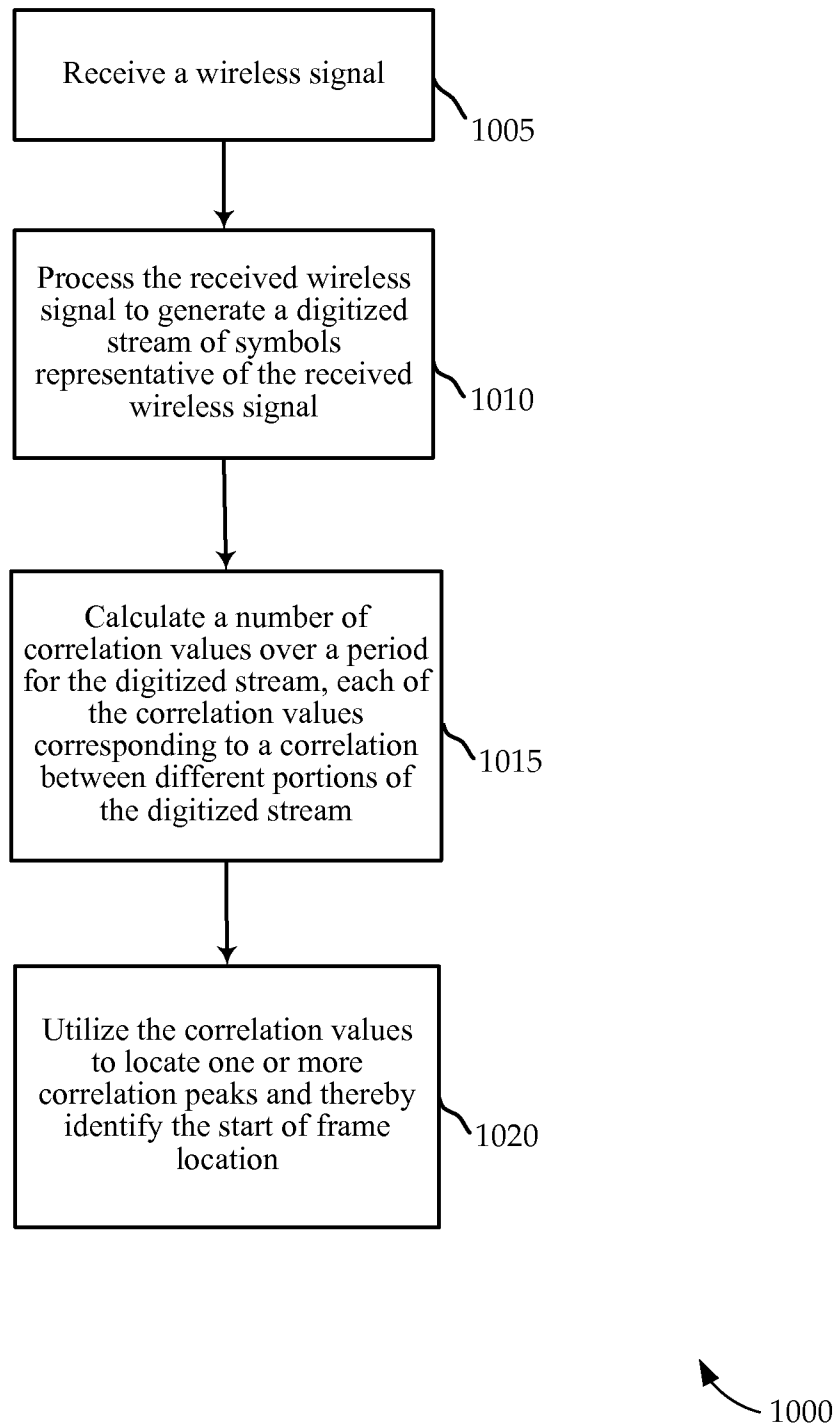 Receive a wireless signal
1005
Process the received wireless
signal to generate a digitized
stream of symbols
representative of the received
wireless signal
1010
Calculate a number of
correlation values over a period
for the digitized stream, each of
the correlation values
corresponding to a correlation
between different portions of
the digitized stream
1015
Utilize the correlation values
to locate one or more
correlation peaks and thereby
identify the start of frame
location
1020
1000